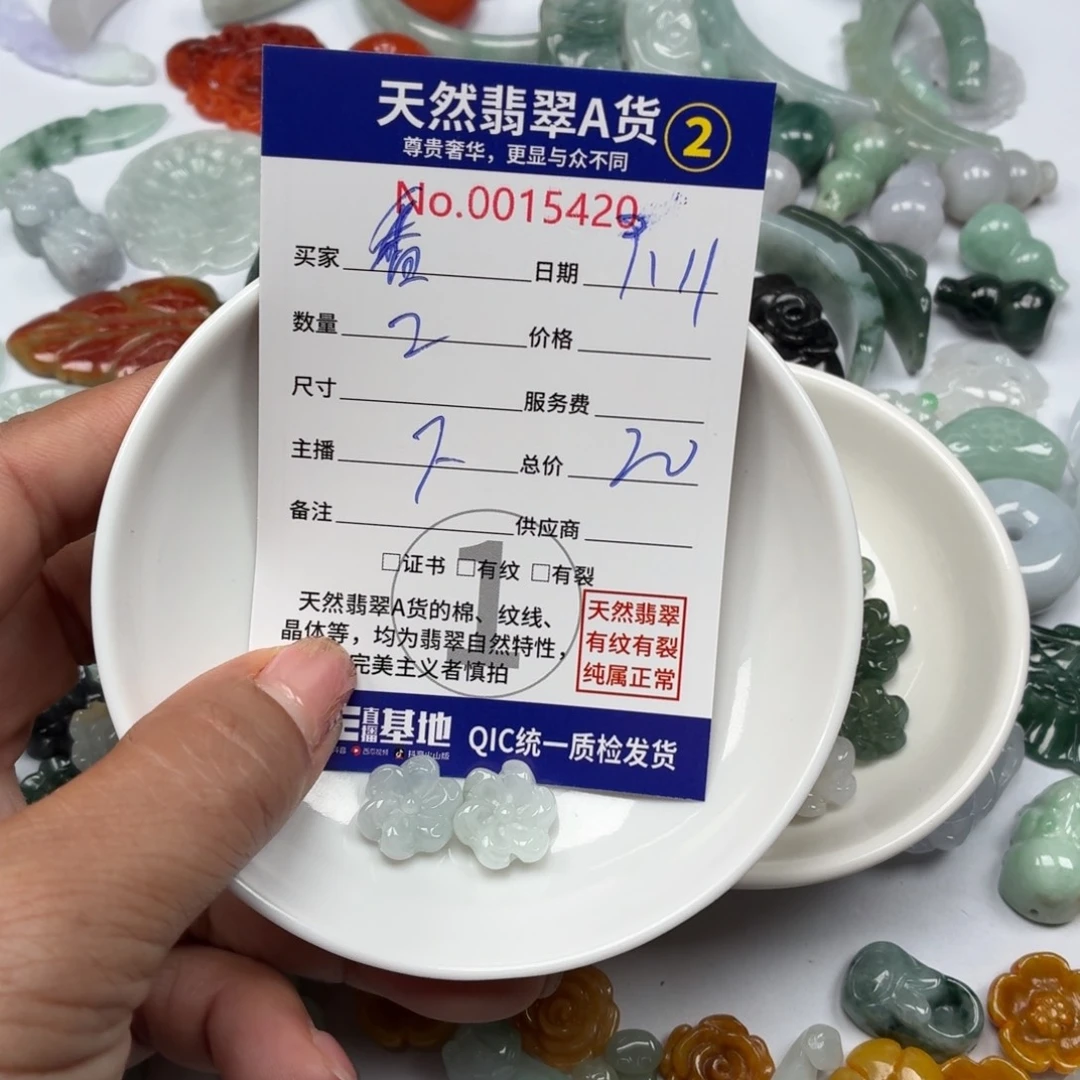 天然翡翠A货 2
尊贵奢华，更显与众不同
No.0015420
买家 日期
数量 2 价格
尺寸 服务费
主播 总价 20
备注 供应商
1
□证书 □有纹 □有裂
天然翡翠A货的棉、纹线、
晶体等，均为翡翠自然特性，
完美主义者慎拍
天然翡翠
有纹有裂
纯属正常
直播基地 QIC统一质检发货